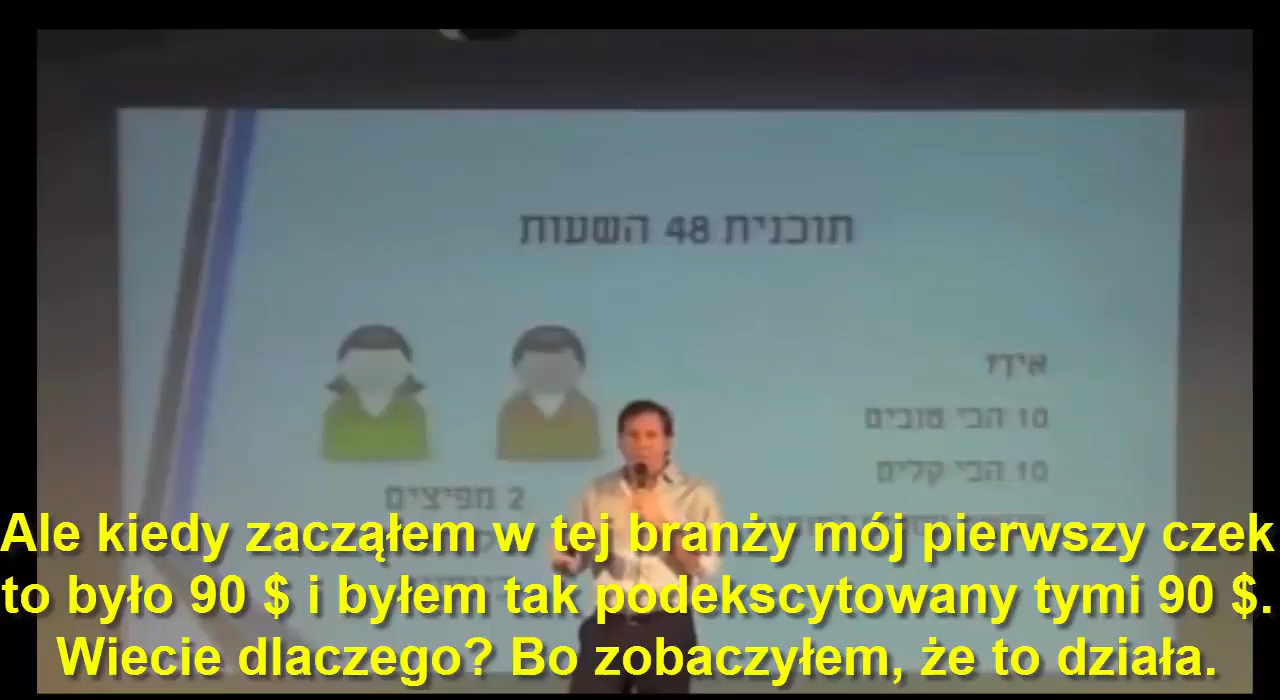 תוכנית 48 השעות
איך?
10 הכי טובים
10 הכי קלים
2 מפיצים
Ale kiedy zacząłem w tej branży mój pierwszy czek
to było 90 $ i byłem tak podekscytowany tymi 90 $.
Wiecie dlaczego? Bo zobaczyłem, że to działa.